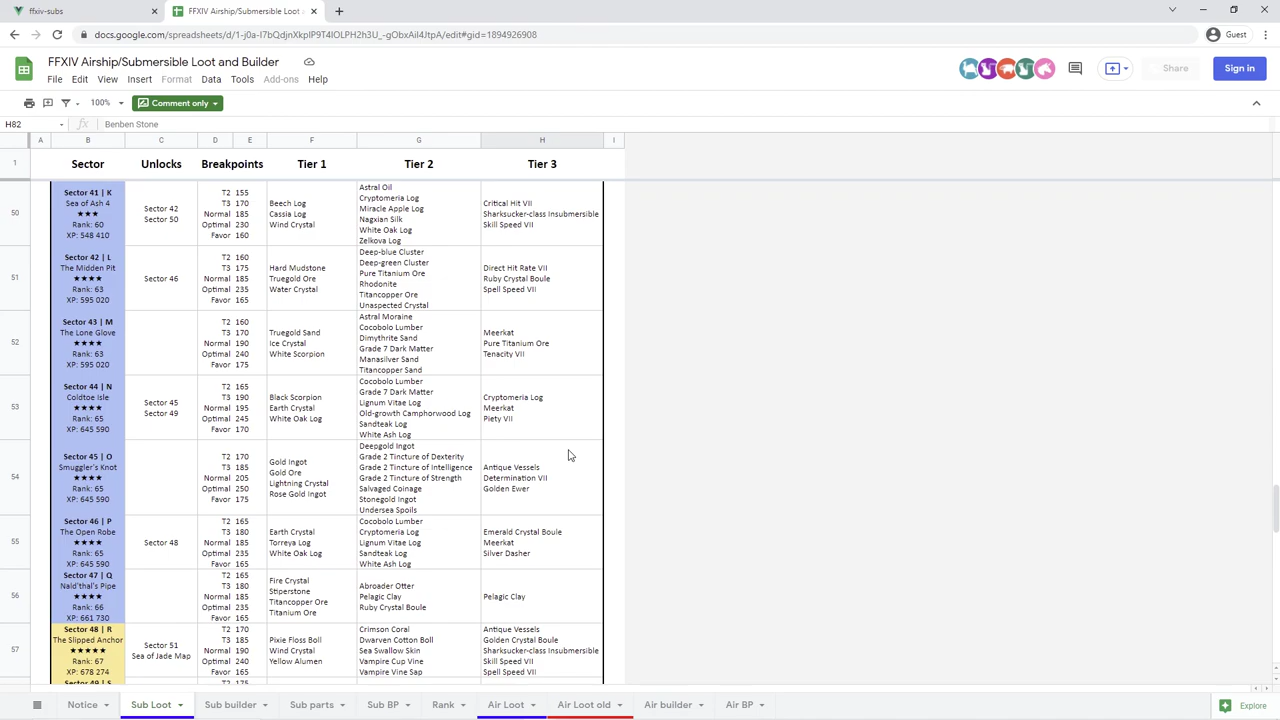 ffxiv-subs
FFXIV Airship/Submersible Loot a
docs.google.com/spreadsheets/d/1-j0a-I7bQdjnXkpIP9T4IOLPH2h3U_-gObxAil4JtpA/edit#gid=1894926908
Guest
FFXIV Airship/Submersible Loot and Builder
File Edit View Insert Format Data Tools Add-ons Help
Share
Sign in
100%
Comment only
H82
fx
Benben Stone
A B C D E F G H I
1 Sector Unlocks Breakpoints Tier 1 Tier 2 Tier 3
50
Sector 41 | K
Sea of Ash 4
★★★
Rank: 60
XP: 548 410
Sector 42
Sector 50
T2 155
T3 170
Normal 185
Optimal 230
Favor 160
Beech Log
Cassia Log
Wind Crystal
Astral Oil
Cryptomeria Log
Miracle Apple Log
Nagxian Silk
White Oak Log
Zelkova Log
Critical Hit VII
Sharksucker-class Insubmersible
Skill Speed VII
51
Sector 42 | L
The Midden Pit
★★★★
Rank: 63
XP: 595 020
Sector 46
T2 160
T3 175
Normal 185
Optimal 235
Favor 165
Hard Mudstone
Truegold Ore
Water Crystal
Deep-blue Cluster
Deep-green Cluster
Pure Titanium Ore
Rhodonite
Titancopper Ore
Unaspected Crystal
Direct Hit Rate VII
Ruby Crystal Boule
Spell Speed VII
52
Sector 43 | M
The Lone Glove
★★★★
Rank: 63
XP: 595 020
T2 160
T3 170
Normal 190
Optimal 240
Favor 175
Truegold Sand
Ice Crystal
White Scorpion
Astral Moraine
Cocobolo Lumber
Dimythrite Sand
Grade 7 Dark Matter
Manasilver Sand
Titancopper Sand
Meerkat
Pure Titanium Ore
Tenacity VII
53
Sector 44 | N
Coldtoe Isle
★★★★
Rank: 65
XP: 645 590
Sector 45
Sector 49
T2 165
T3 190
Normal 195
Optimal 245
Favor 170
Black Scorpion
Earth Crystal
White Oak Log
Cocobolo Lumber
Grade 7 Dark Matter
Lignum Vitae Log
Old-growth Camphorwood Log
Sandteak Log
White Ash Log
Cryptomeria Log
Meerkat
Piety VII
54
Sector 45 | O
Smuggler's Knot
★★★★
Rank: 65
XP: 645 590
T2 170
T3 185
Normal 205
Optimal 250
Favor 175
Gold Ingot
Gold Ore
Lightning Crystal
Rose Gold Ingot
Deepgold Ingot
Grade 2 Tincture of Dexterity
Grade 2 Tincture of Intelligence
Grade 2 Tincture of Strength
Salvaged Coinage
Stonegold Ingot
Undersea Spoils
Antique Vessels
Determination VII
Golden Ewer
55
Sector 46 | P
The Open Robe
★★★★
Rank: 65
XP: 645 590
Sector 48
T2 165
T3 180
Normal 185
Optimal 235
Favor 165
Earth Crystal
Torreya Log
White Oak Log
Cocobolo Lumber
Cryptomeria Log
Lignum Vitae Log
Sandteak Log
White Ash Log
Emerald Crystal Boule
Meerkat
Silver Dasher
56
Sector 47 | Q
Nald'thal's Pipe
★★★★
Rank: 66
XP: 661 730
T2 165
T3 180
Normal 185
Optimal 235
Favor 165
Fire Crystal
Stiperstone
Titancopper Ore
Titanium Ore
Abroader Otter
Pelagic Clay
Ruby Crystal Boule
Pelagic Clay
57
Sector 48 | R
The Slipped Anchor
★★★★★
Rank: 67
XP: 678 274
Sector 51
Sea of Jade Map
T2 170
T3 185
Normal 190
Optimal 240
Favor 165
Pixie Floss Boll
Wind Crystal
Yellow Alumen
Crimson Coral
Dwarven Cotton Boll
Sea Swallow Skin
Vampire Cup Vine
Vampire Vine Sap
Antique Vessels
Golden Crystal Boule
Sharksucker-class Insubmersible
Skill Speed VII
Spell Speed VII
Sector 49 | S
T2 175
Notice Sub Loot Sub builder Sub parts Sub BP Rank Air Loot Air Loot old Air builder Air BP
Explore